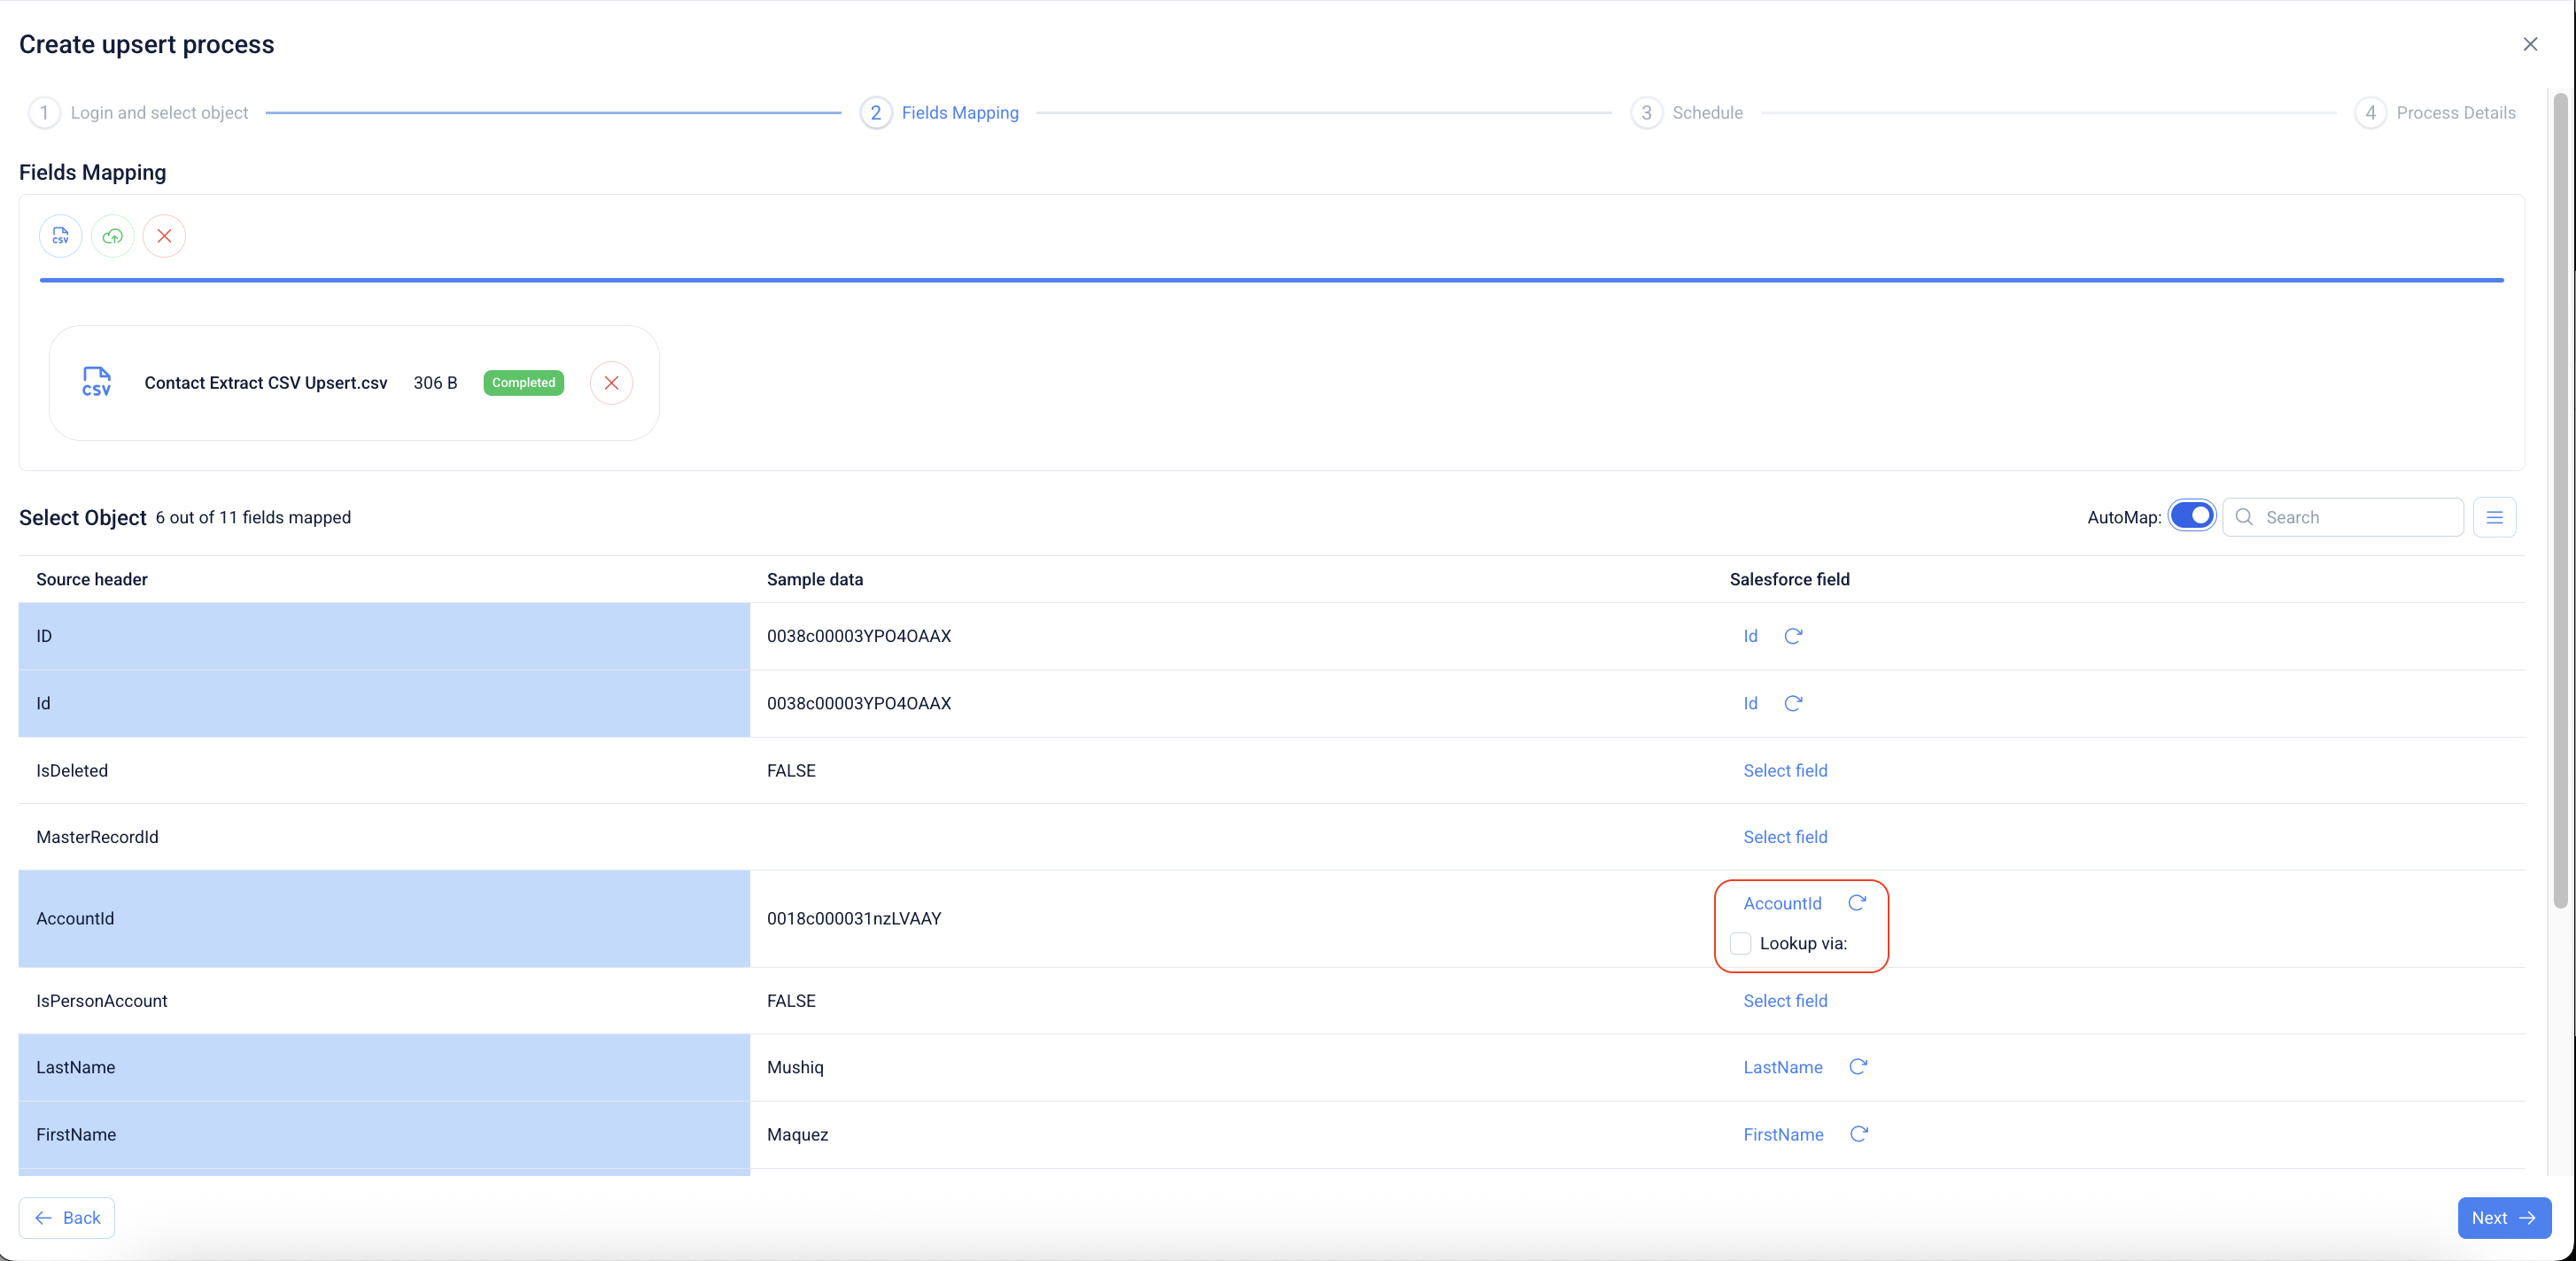 Create upsert process
1 Login and select object 2 Fields Mapping 3 Schedule 4 Process Details
Fields Mapping
CSV
CSV Contact Extract CSV Upsert.csv 306 B Completed
Select Object 6 out of 11 fields mapped AutoMap: Search
Source header Sample data Salesforce field
ID 0038c00003YPO4OAAX Id
Id 0038c00003YPO4OAAX Id
IsDeleted FALSE Select field
MasterRecordId Select field
AccountId 0018c000031nzLVAAY AccountId
Lookup via:
IsPersonAccount FALSE Select field
LastName Mushiq LastName
FirstName Maquez FirstName
Back Next